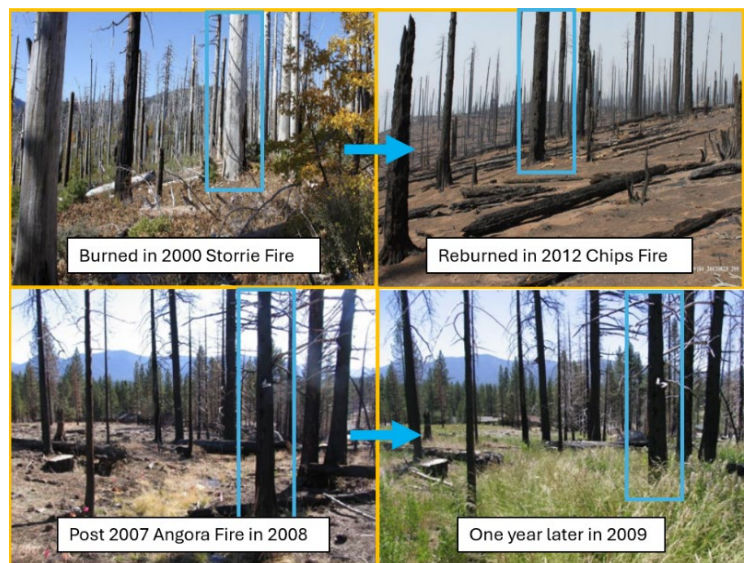 Burned in 2000 Storrie Fire
Reburned in 2012 Chips Fire
Post 2007 Angora Fire in 2008
One year later in 2009